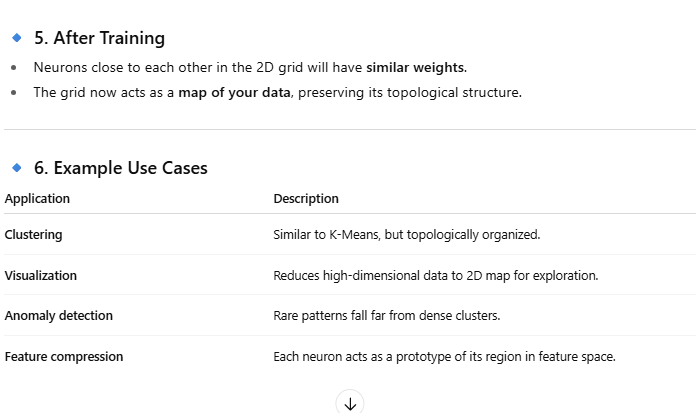 5. After Training
Neurons close to each other in the 2D grid will have similar weights.
The grid now acts as a map of your data, preserving its topological structure.
6. Example Use Cases
Application Description
Clustering Similar to K-Means, but topologically organized.
Visualization Reduces high-dimensional data to 2D map for exploration.
Anomaly detection Rare patterns fall far from dense clusters.
Feature compression Each neuron acts as a prototype of its region in feature space.